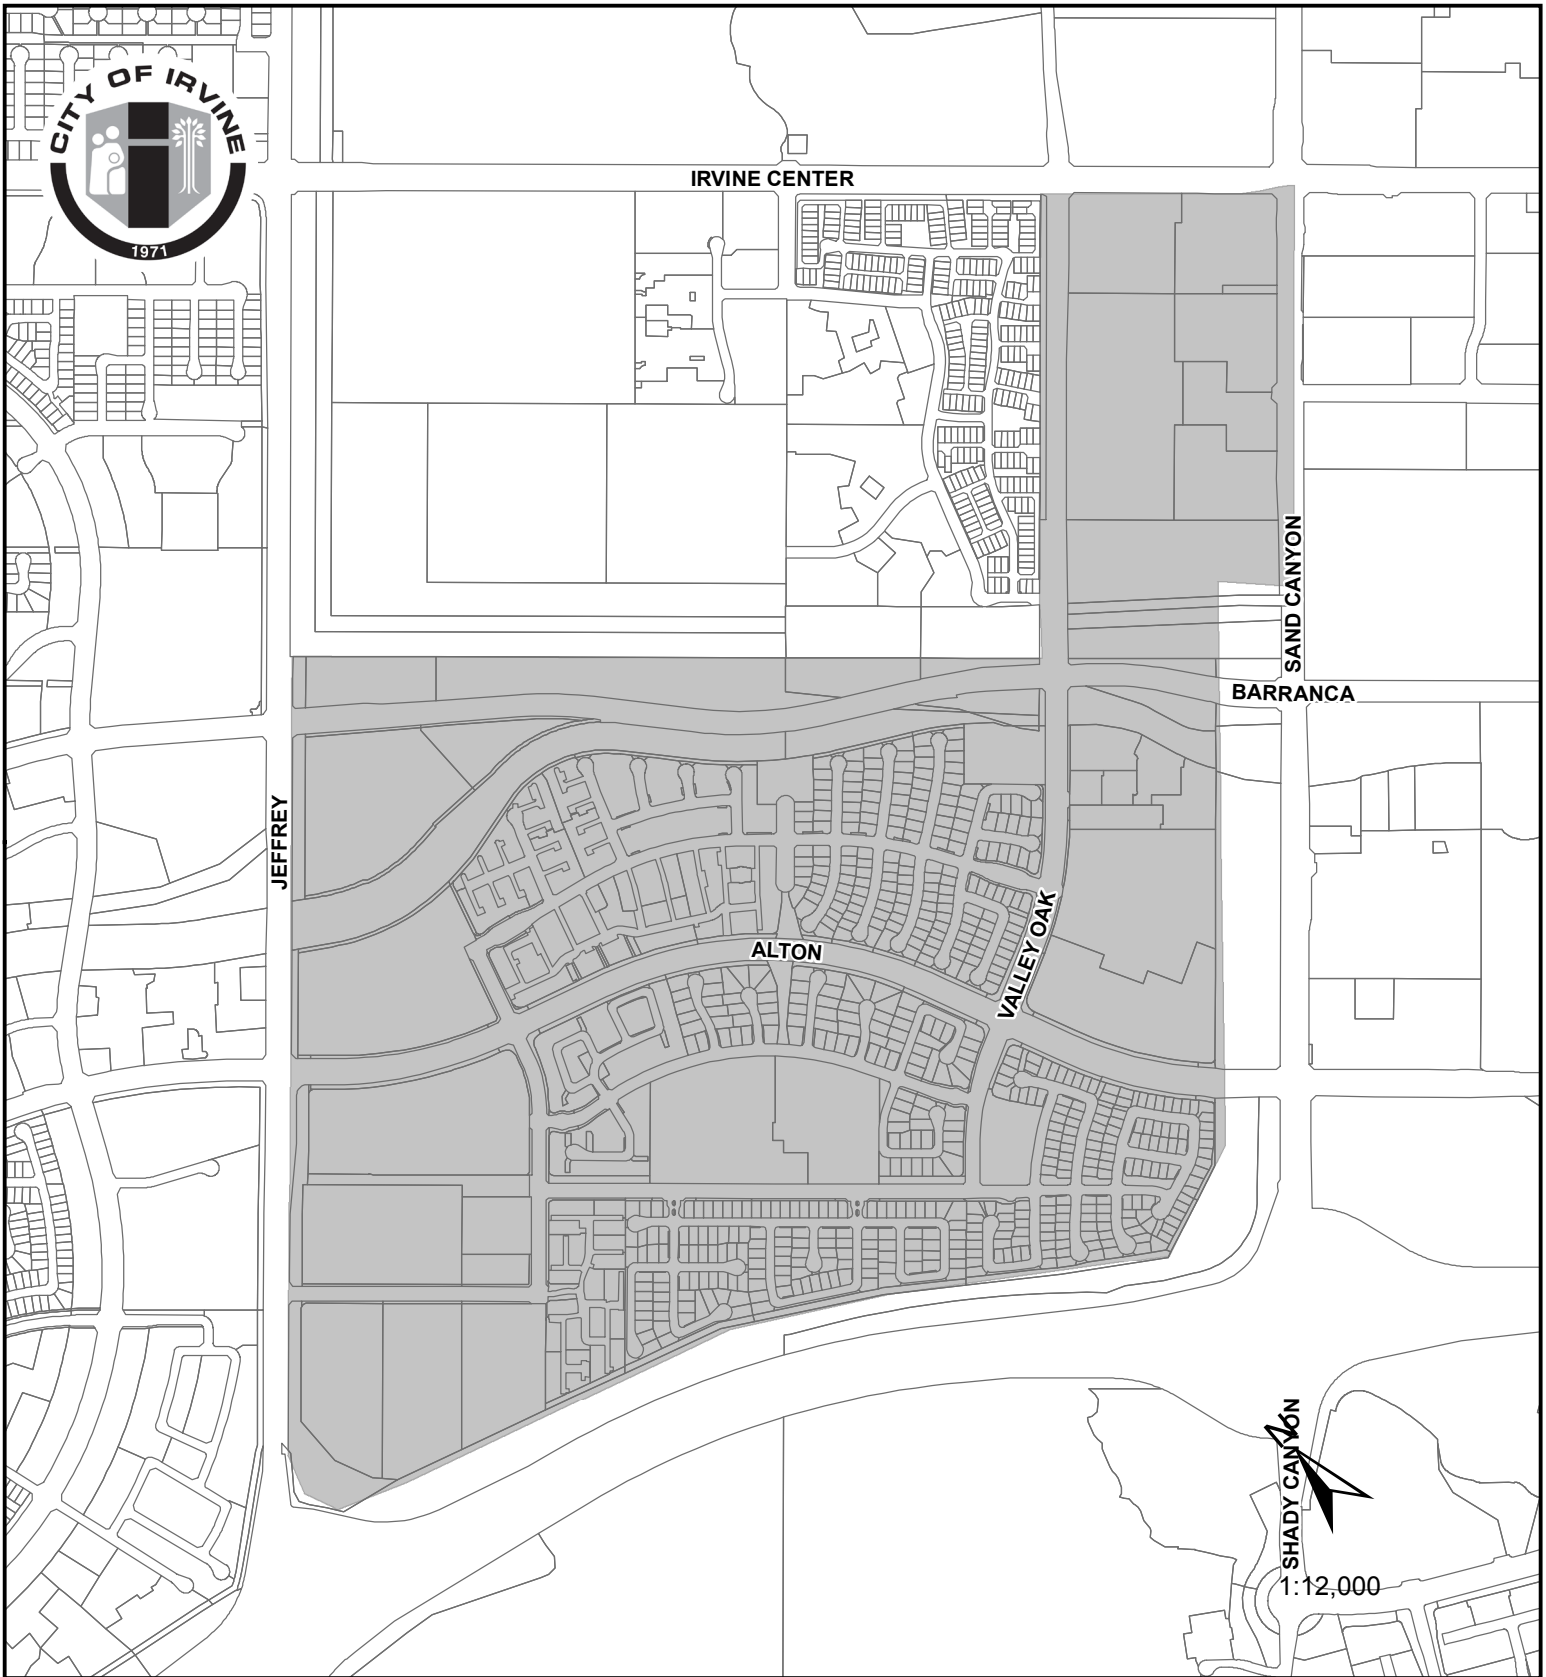 CITY OF IRVINE
1971
IRVINE CENTER
SAND CANYON
BARRANCA
JEFFREY
VALLEY OAK
ALTON
SHADY CANYON
N
1:12,000